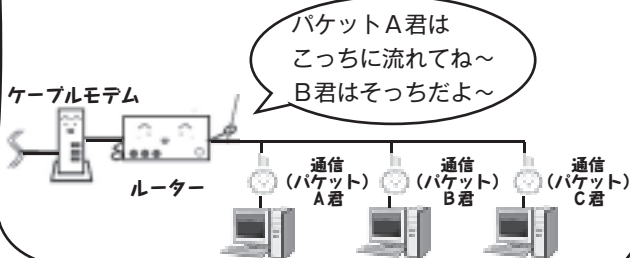 パケットA君は
こっちに流れてね～
B君はそっちだよ～
ケーブルモデム
ルーター
通信
(パケット)
A君
通信
(パケット)
B君
通信
(パケット)
C君